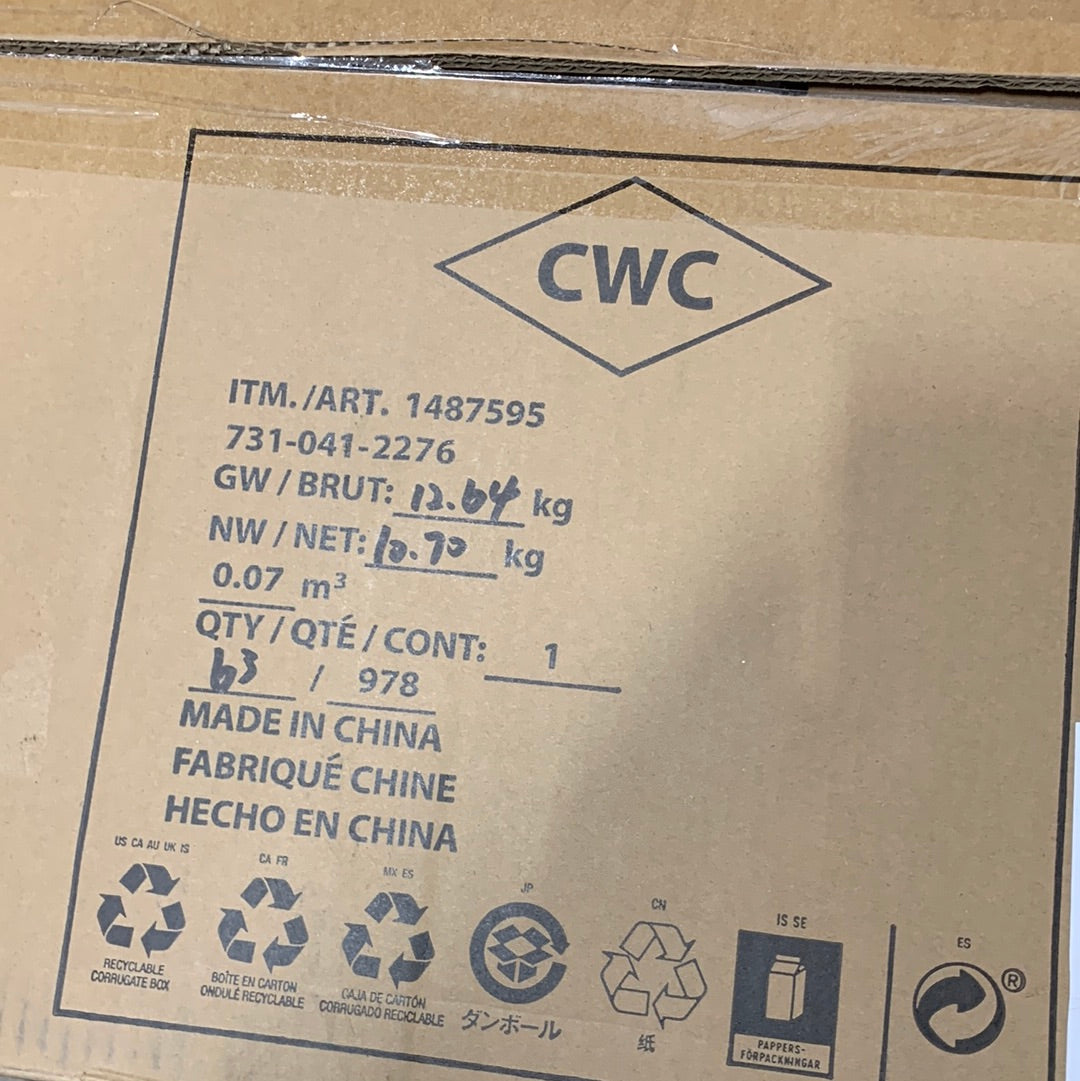 CWC
ITM./ART. 1487595
731-041-2276
GW/BRUT: 12.64 kg
NW/NET: 10.70 kg
0.07 m³
QTY/QTÉ/CONT: 1
63 / 978
MADE IN CHINA
FABRIQUÉ CHINE
HECHO EN CHINA
US CA AU UK IS
RECYCLABLE
CORRUGATE BOX
CA FR
BOÎTE EN CARTON
ONDULÉ RECYCLABLE
MX ES
CAJA DE CARTÓN
CORRUGADO RECICLABLE
JP
ダンボール
CN
纸
IS SE
PAPPERS-
FÖRPACKNINGAR
ES
®